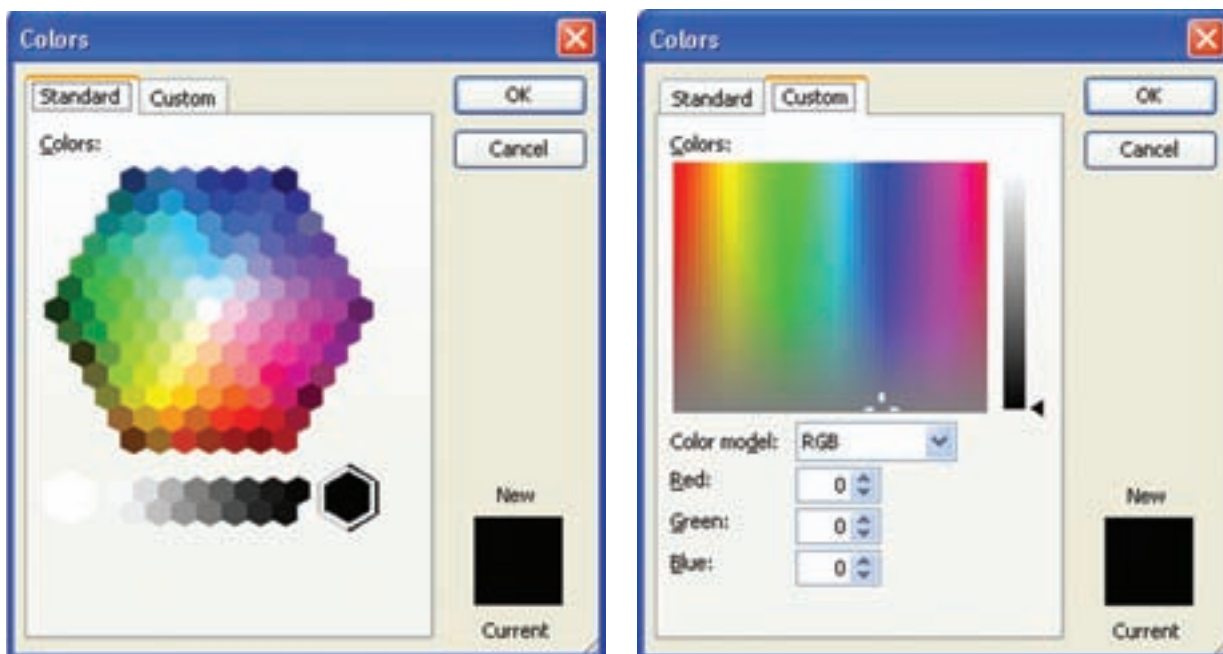 Colors
Standard
Custom
OK
Cancel
Colors:
New
Current
Colors
Standard
Custom
OK
Cancel
Colors:
Color model: RGB
Red: 0
Green: 0
Blue: 0
New
Current